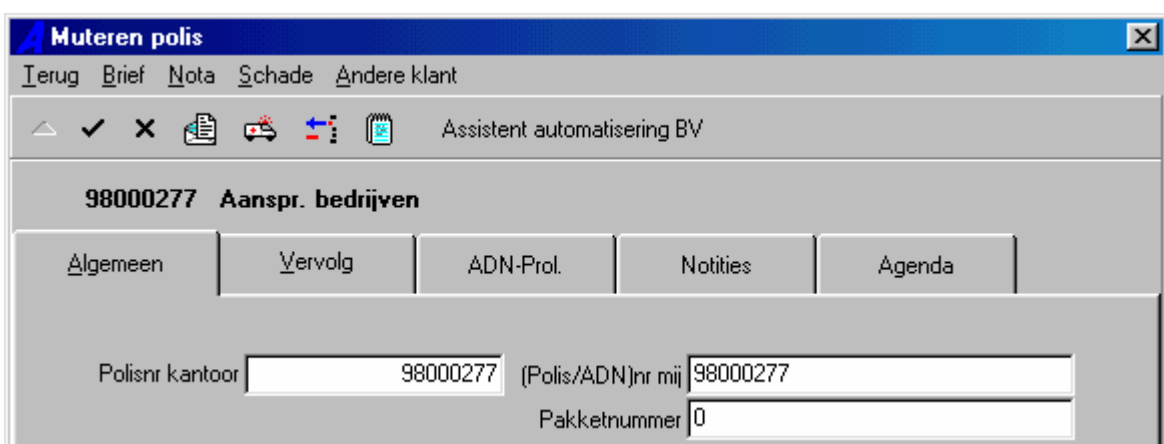 Muteren polis
Terug Brief Nota Schade Andere klant
Assistent automatisering BV
98000277 Aanspr. bedrijven
Algemeen Vervolg ADN-Prol. Notities Agenda
Polisnr kantoor 98000277 (Polis/ADN)nr mij 98000277
Pakketnummer 0